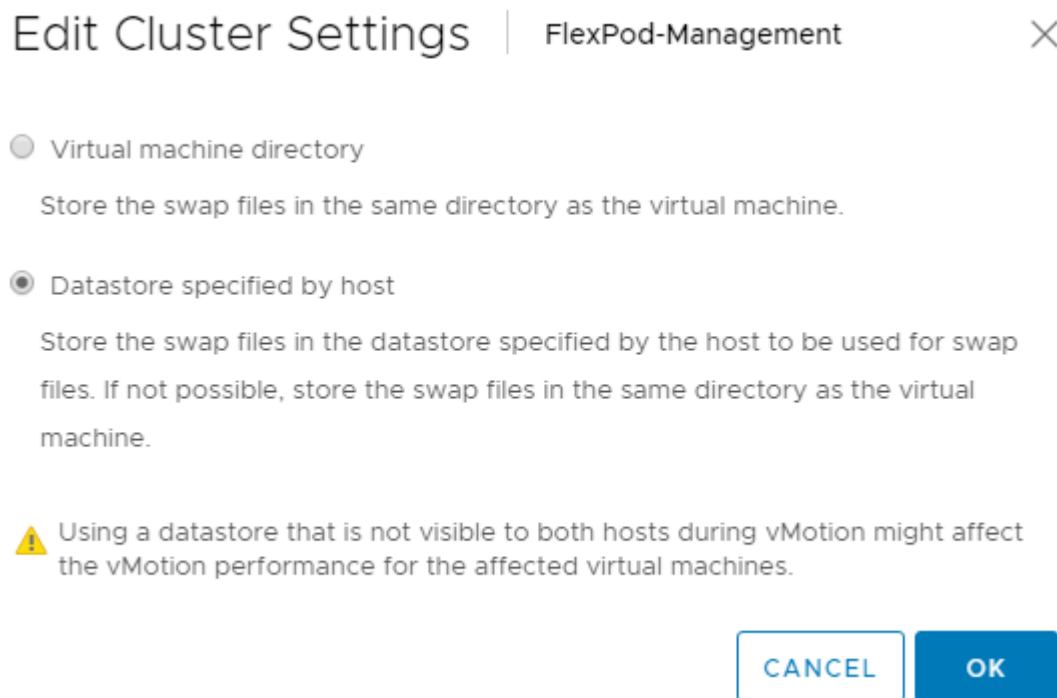 Edit Cluster Settings FlexPod-Management
Virtual machine directory
Store the swap files in the same directory as the virtual machine.
Datastore specified by host
Store the swap files in the datastore specified by the host to be used for swap
files. If not possible, store the swap files in the same directory as the virtual
machine.
Using a datastore that is not visible to both hosts during vMotion might affect
the vMotion performance for the affected virtual machines.
CANCEL OK